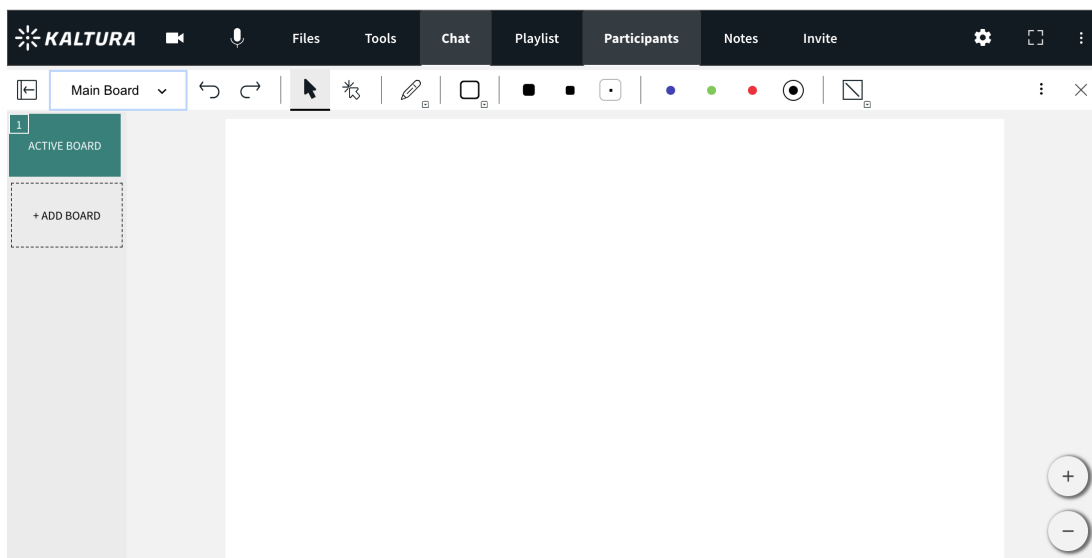 KALTURA Files Tools Chat Playlist Participants Notes Invite
Main Board
1
ACTIVE BOARD
+ ADD BOARD
+
−